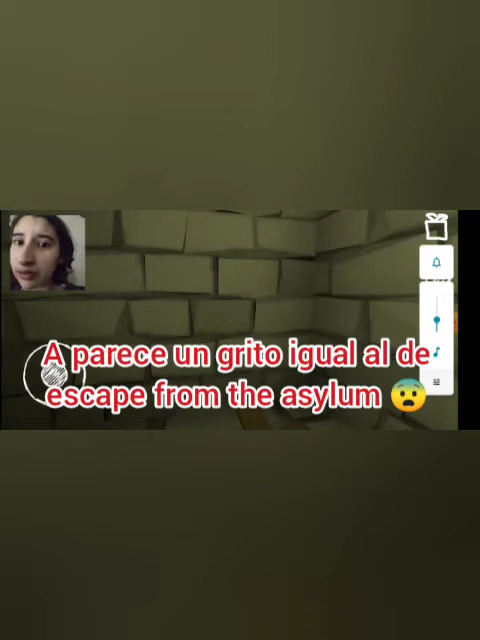 A parece un grito igual al de
escape from the asylum 😨